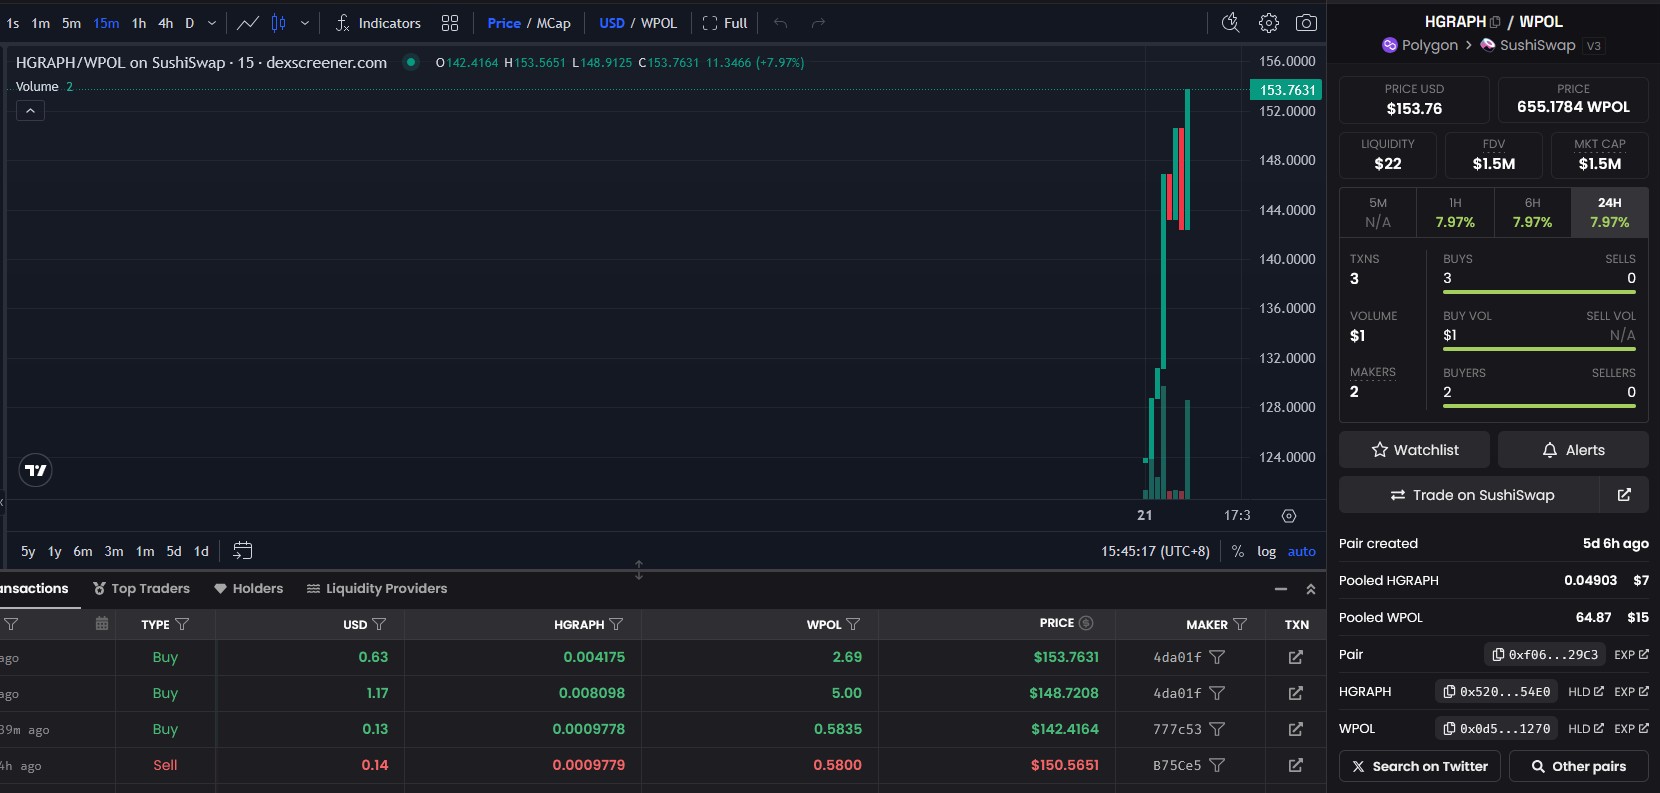 1s 1m 5m 15m 1h 4h D Indicators Price / MCap USD / WPOL Full
HGRAPH/WPOL on SushiSwap · 15 · dexscreener.com O142.4164 H153.5651 L148.9125 C153.7631 11.3466 (+7.97%)
Volume 2
156.0000
153.7631
152.0000
148.0000
144.0000
140.0000
136.0000
132.0000
128.0000
124.0000
21 17:3
5y 1y 6m 3m 1m 5d 1d 15:45:17 (UTC+8) % log auto
ansactions Top Traders Holders Liquidity Providers
TYPE USD HGRAPH WPOL PRICE MAKER TXN
ago Buy 0.63 0.004175 2.69 $153.7631 4da01f
ago Buy 1.17 0.008098 5.00 $148.7208 4da01f
39m ago Buy 0.13 0.0009778 0.5835 $142.4164 777c53
4h ago Sell 0.14 0.0009779 0.5800 $150.5651 B75Ce5
HGRAPH / WPOL
Polygon > SushiSwap V3
PRICE USD PRICE
$153.76 655.1784 WPOL
LIQUIDITY FDV MKT CAP
$22 $1.5M $1.5M
5M 1H 6H 24H
N/A 7.97% 7.97% 7.97%
TXNS BUYS SELLS
3 3 0
VOLUME BUY VOL SELL VOL
$1 $1 N/A
MAKERS BUYERS SELLERS
2 2 0
Watchlist Alerts
Trade on SushiSwap
Pair created 5d 6h ago
Pooled HGRAPH 0.04903 $7
Pooled WPOL 64.87 $15
Pair 0xf06...29c3 EXP
HGRAPH 0x520...54E0 HLD EXP
WPOL 0x0d5...1270 HLD EXP
Search on Twitter Other pairs